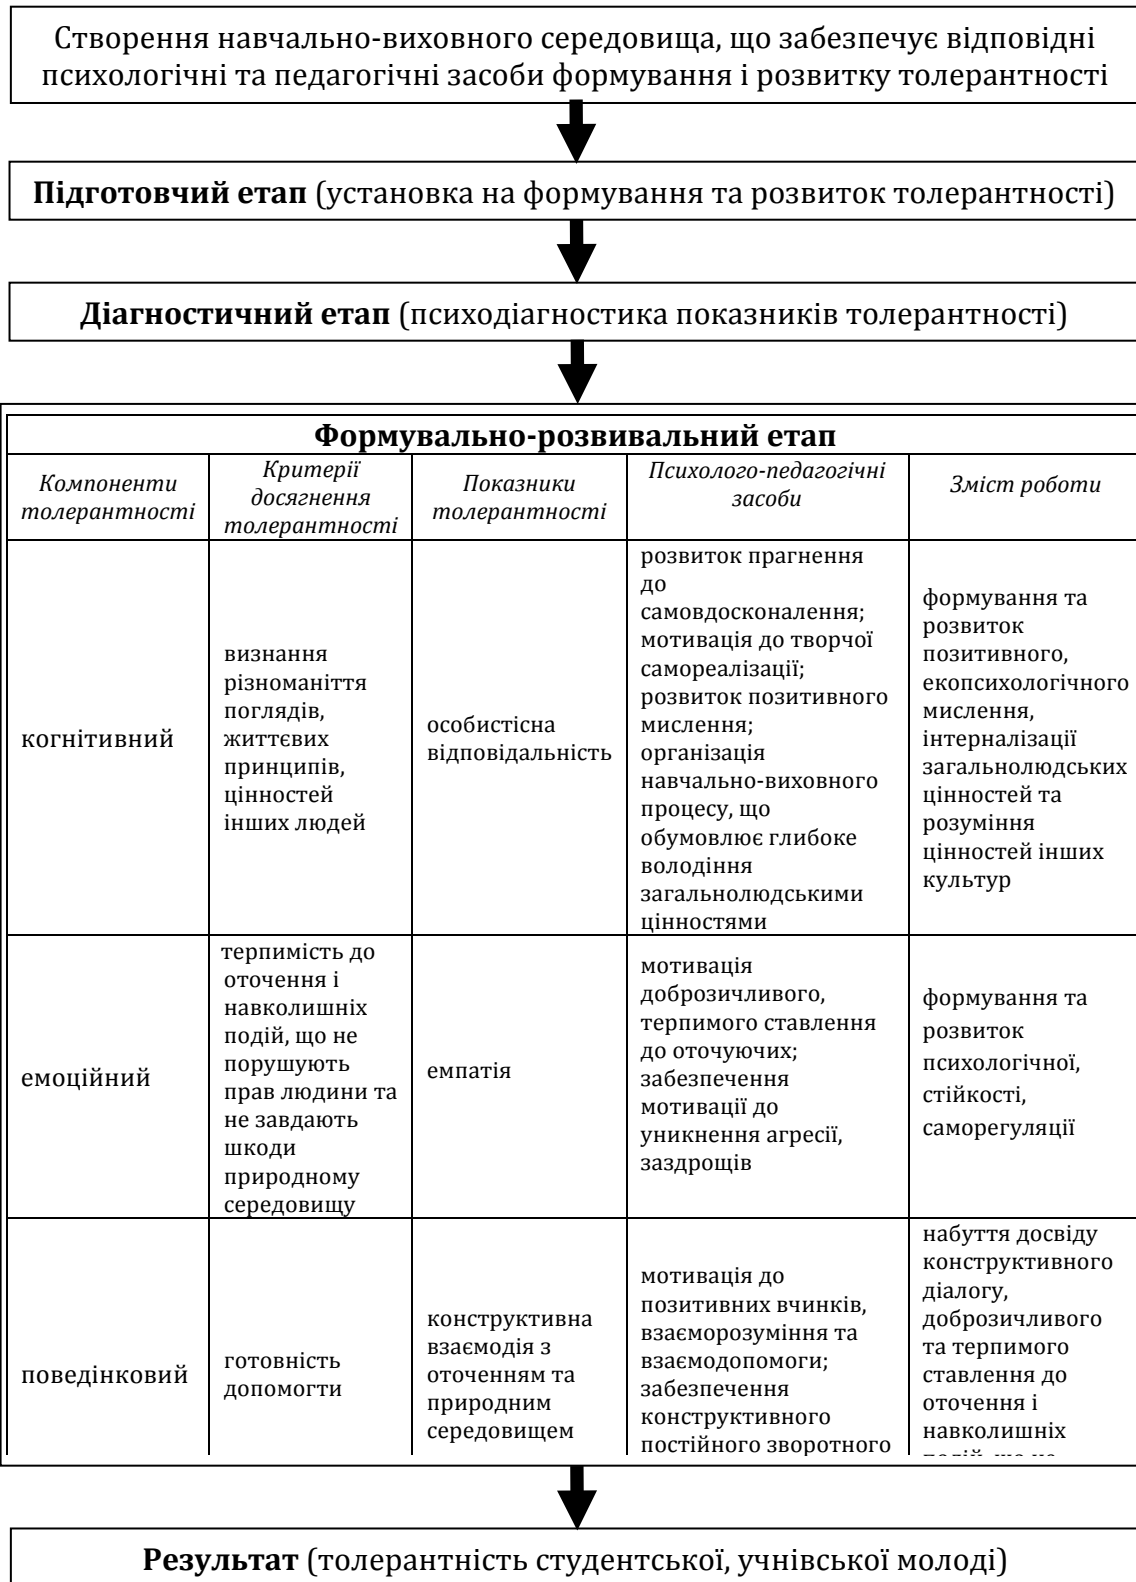 Створення навчально-виховного середовища, що забезпечує відповідні
психологічні та педагогічні засоби формування і розвитку толерантності
Підготовчий етап (установка на формування та розвиток толерантності)
Діагностичний етап (психодіагностика показників толерантності)
Формувально-розвивальний етап
Компоненти
толерантності
Критерії
досягнення
толерантності
Показники
толерантності
Психолого-педагогічні
засоби
Зміст роботи
когнітивний
визнання
різноманіття
поглядів,
життєвих
принципів,
цінностей
інших людей
особистісна
відповідальність
розвиток прагнення
до
самовдосконалення;
мотивація до творчої
самореалізації;
розвиток позитивного
мислення;
організація
навчально-виховного
процесу, що
обумовлює глибоке
володіння
загальнолюдськими
цінностями
формування та
розвиток
позитивного,
екопсихологічного
мислення,
інтерналізації
загальнолюдських
цінностей та
розуміння
цінностей інших
культур
емоційний
терпимість до
оточення і
навколишніх
подій, що не
порушують
прав людини та
не завдають
шкоди
природному
середовищу
емпатія
мотивація
доброзичливого,
терпимого ставлення
до оточуючих;
забезпечення
мотивації до
уникнення агресії,
заздрощів
формування та
розвиток
психологічної,
стійкості,
саморегуляції
поведінковий
готовність
допомогти
конструктивна
взаємодія з
оточенням та
природним
середовищем
мотивація до
позитивних вчинків,
взаєморозуміння та
взаємодопомоги;
забезпечення
конструктивного
постійного зворотного
набуття досвіду
конструктивного
діалогу,
доброзичливого
та терпимого
ставлення до
оточення і
навколишніх
Результат (толерантність студентської, учнівської молоді)